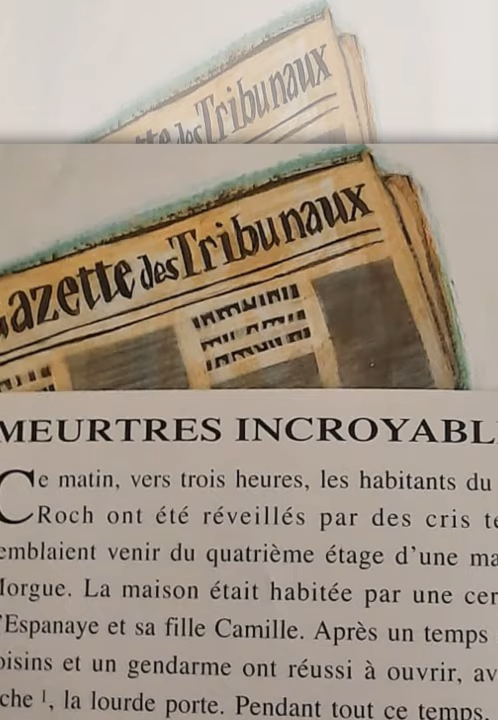 des Tribunaux
Gazette des Tribunaux
MEURTRES INCROYABL
Ce matin, vers trois heures, les habitants du
Roch ont été réveillés par des cris te
emblaient venir du quatrième étage d'une ma
Morgue. La maison était habitée par une cer
'Espanaye et sa fille Camille. Après un temps
oisins et un gendarme ont réussi à ouvrir, av
che 1, la lourde porte. Pendant tout ce temps,